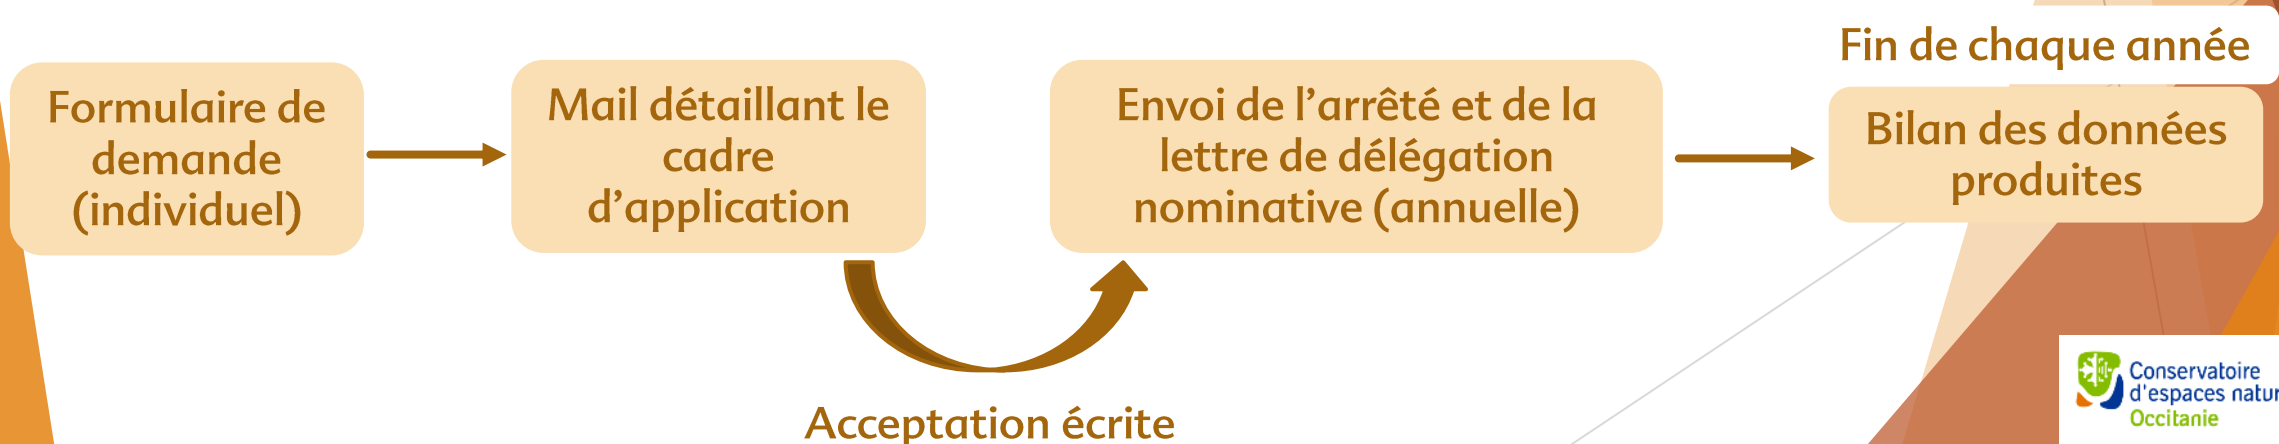 Formulaire de
demande
(individuel)
Mail détaillant le
cadre
d’application
Acceptation écrite
Envoi de l’arrêté et de la
lettre de délégation
nominative (annuelle)
Fin de chaque année
Bilan des données
produites
Conservatoire
d'espaces natur
Occitanie